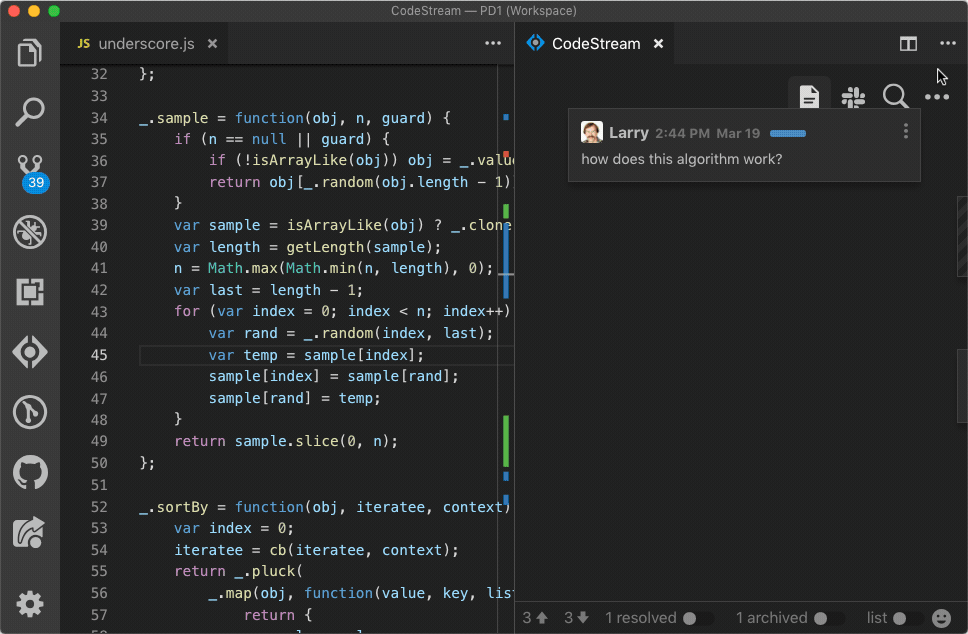 CodeStream — PD1 (Workspace)
JS underscore.js ×
CodeStream ×
39
32 };
33
34 _.sample = function(obj, n, guard) {
35 if (n == null || guard) {
36 if (!isArrayLike(obj)) obj = _.valu
37 return obj[_.random(obj.length - 1)
38 }
39 var sample = isArrayLike(obj) ? _.clone
40 var length = getLength(sample);
41 n = Math.max(Math.min(n, length), 0);
42 var last = length - 1;
43 for (var index = 0; index < n; index++)
44 var rand = _.random(index, last);
45 var temp = sample[index];
46 sample[index] = sample[rand];
47 sample[rand] = temp;
48 }
49 return sample.slice(0, n);
50 };
51
52 _.sortBy = function(obj, iteratee, context)
53 var index = 0;
54 iteratee = cb(iteratee, context);
55 return _.pluck(
56 _.map(obj, function(value, key, lis
57 return {
Larry 2:44 PM Mar 19
how does this algorithm work?
3 3 1 resolved 1 archived list